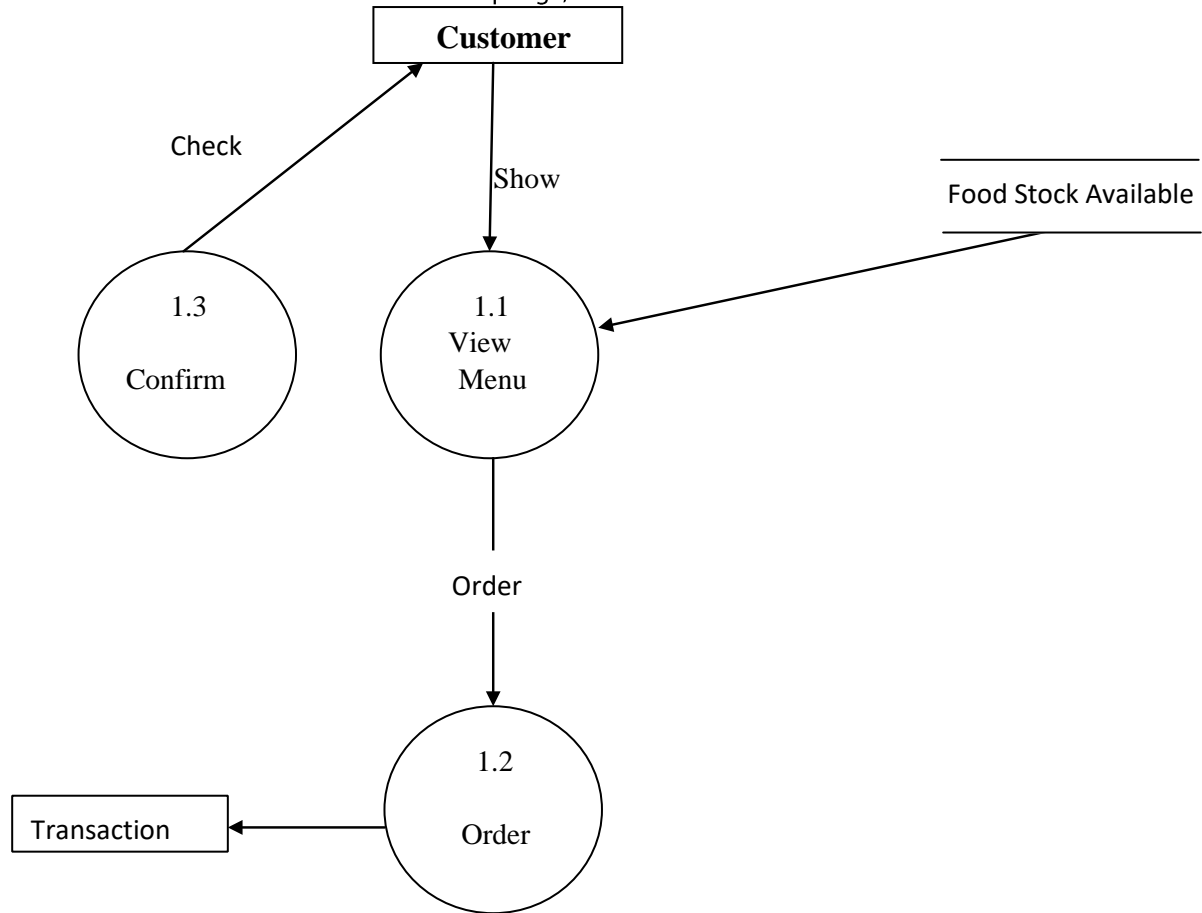 Customer
Check
Show
Food Stock Available
1.3
Confirm
1.1
View
Menu
Order
1.2
Order
Transaction